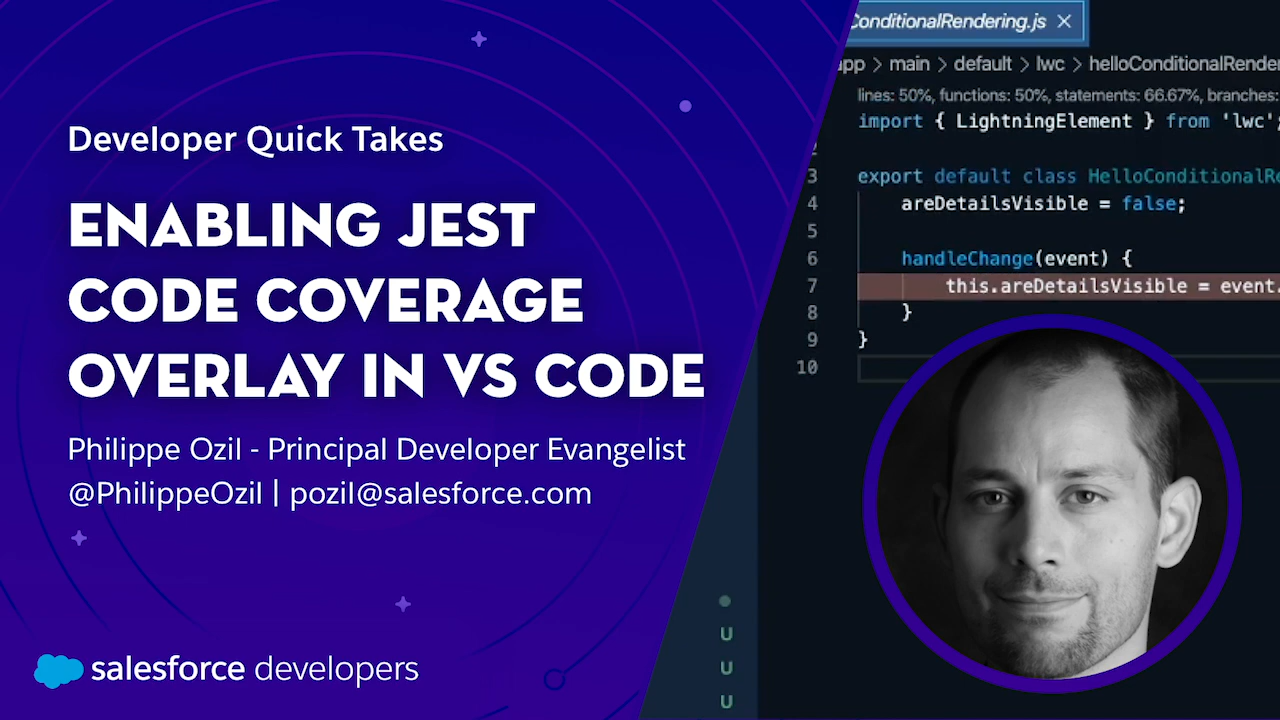 Developer Quick Takes
ENABLING JEST
CODE COVERAGE
OVERLAY IN VS CODE
Philippe Ozil - Principal Developer Evangelist
@PhilippeOzil | pozil@salesforce.com
salesforce developers
ConditionalRendering.js ×
app > main > default > lwc > helloConditionalRender
lines: 50%, functions: 50%, statements: 66.67%, branches:
import { LightningElement } from 'lwc';
2
3 export default class HelloConditionalRe
4 areDetailsVisible = false;
5
6 handleChange(event) {
7 this.areDetailsVisible = event.
8 }
9 }
10
U
U
U